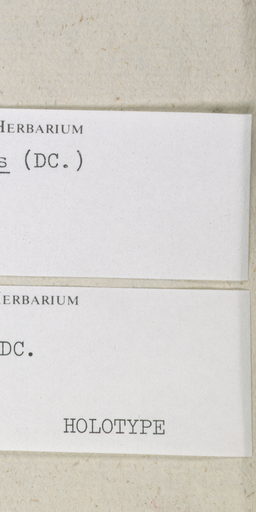 HERBARIUM
s (DC.)
ERBARIUM
DC.
HOLOTYPE